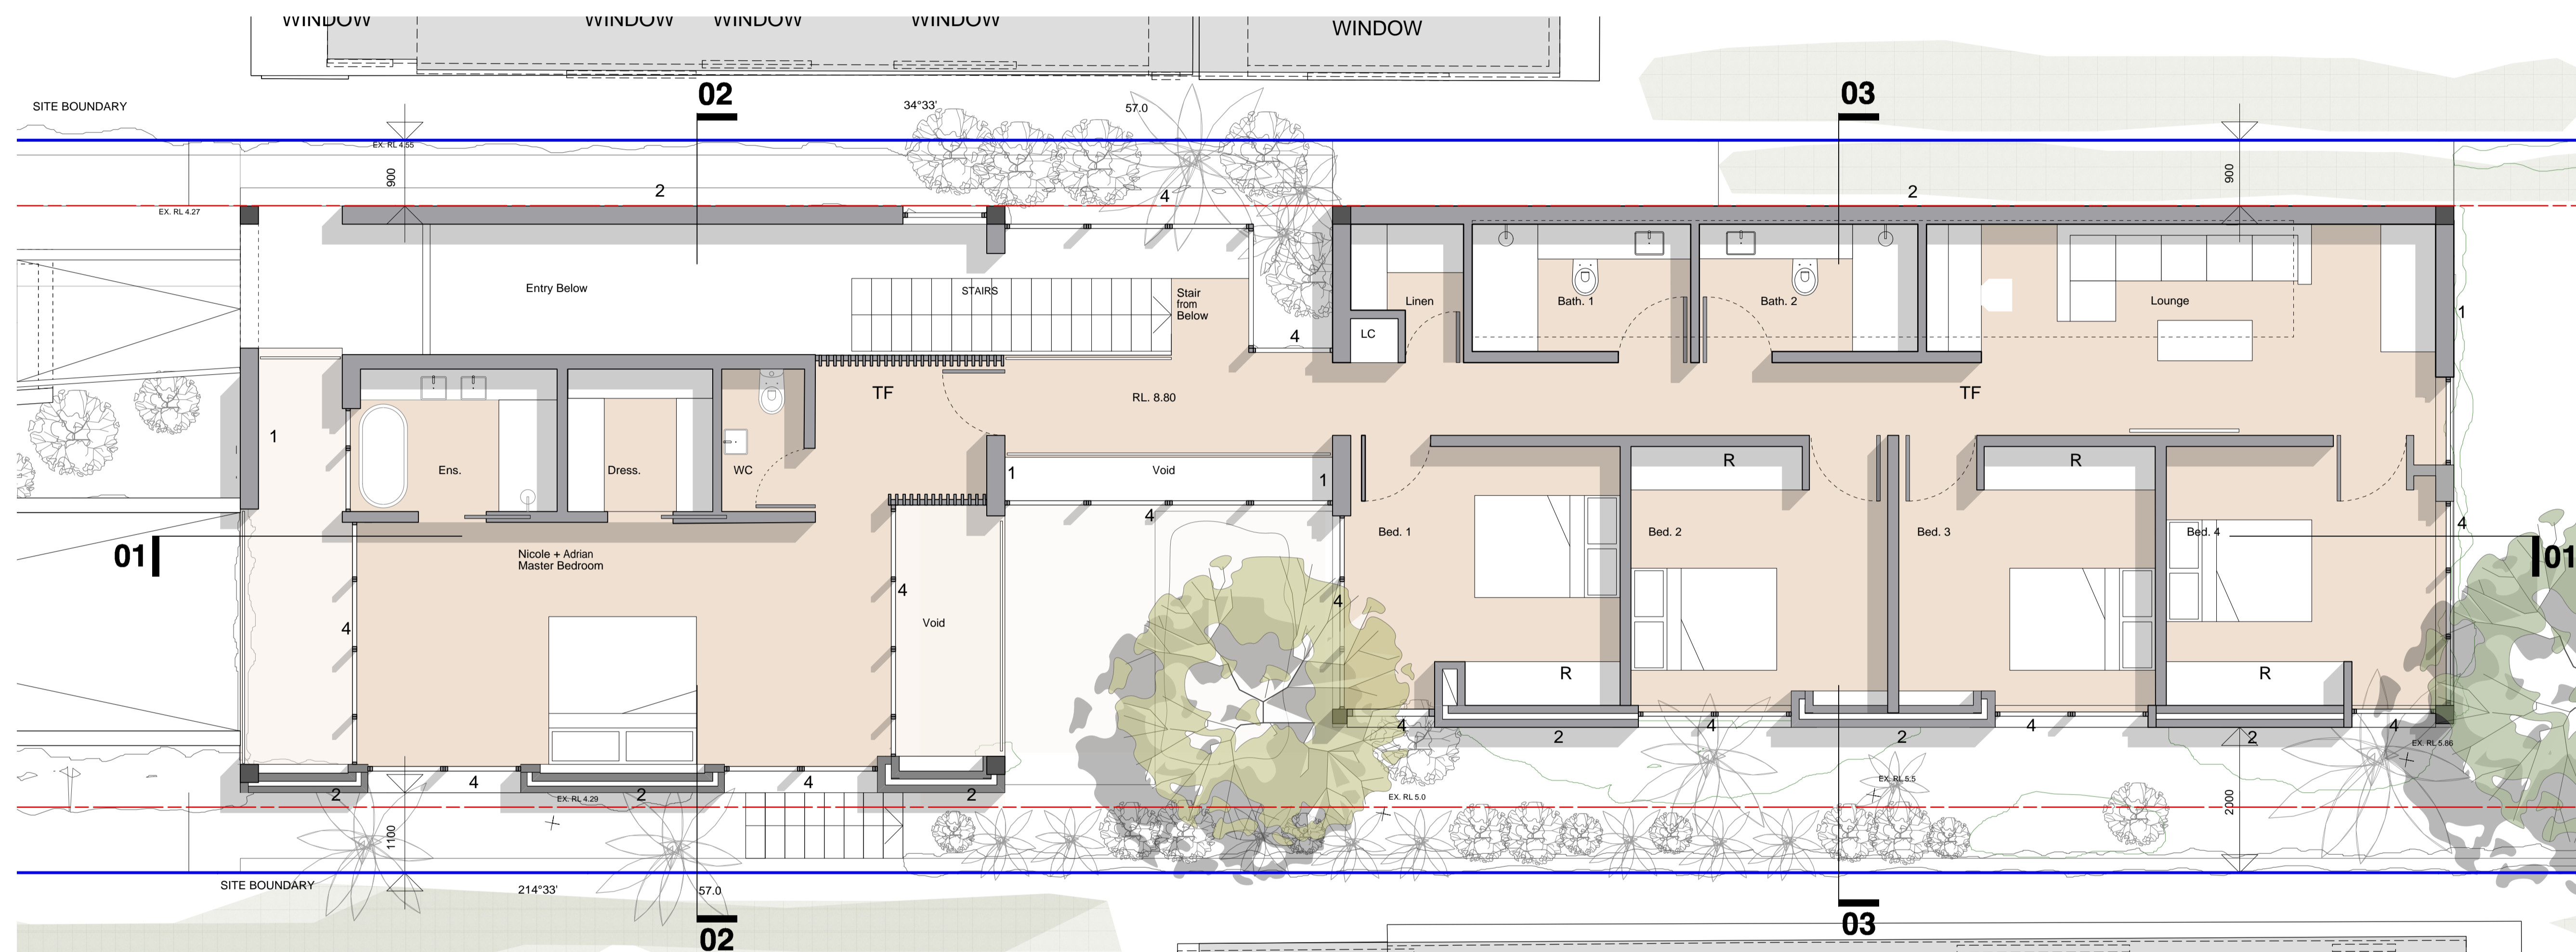 WINDOW
WINDOW
WINDOW
WINDOW
WINDOW
SITE BOUNDARY
02
34°33'
57.0
03
EX. RL 4.55
900
2
4
2
900
EX. RL 4.27
Entry Below
STAIRS
Stair
from
Below
4
LC
Linen
Bath. 1
Bath. 2
Lounge
1
TF
RL. 8.80
TF
1
Ens.
Dress.
WC
1
Void
1
R
R
4
4
01
Nicole + Adrian
Master Bedroom
Bed. 1
Bed. 2
Bed. 3
Bed. 4
01
4
4
Void
4
R
R
4
4
4
4
2
2
2
2
4
2
4
2
EX. RL 4.29
EX. RL 5.0
EX. RL 5.5
EX. RL 5.86
1100
2000
SITE BOUNDARY
214°33'
57.0
02
03